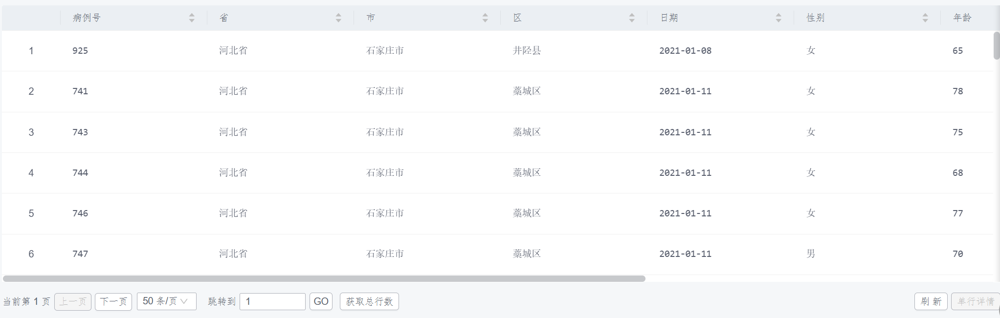 病例号 省 市 区 日期 性别 年龄
1 925 河北省 石家庄市 井陉县 2021-01-08 女 65
2 741 河北省 石家庄市 藁城区 2021-01-11 女 78
3 743 河北省 石家庄市 藁城区 2021-01-11 女 75
4 744 河北省 石家庄市 藁城区 2021-01-11 女 68
5 746 河北省 石家庄市 藁城区 2021-01-11 女 77
6 747 河北省 石家庄市 藁城区 2021-01-11 男 70
当前第 1 页 上一页 下一页 50 条/页 跳转到 1 GO 获取总行数 刷 新 单行详情